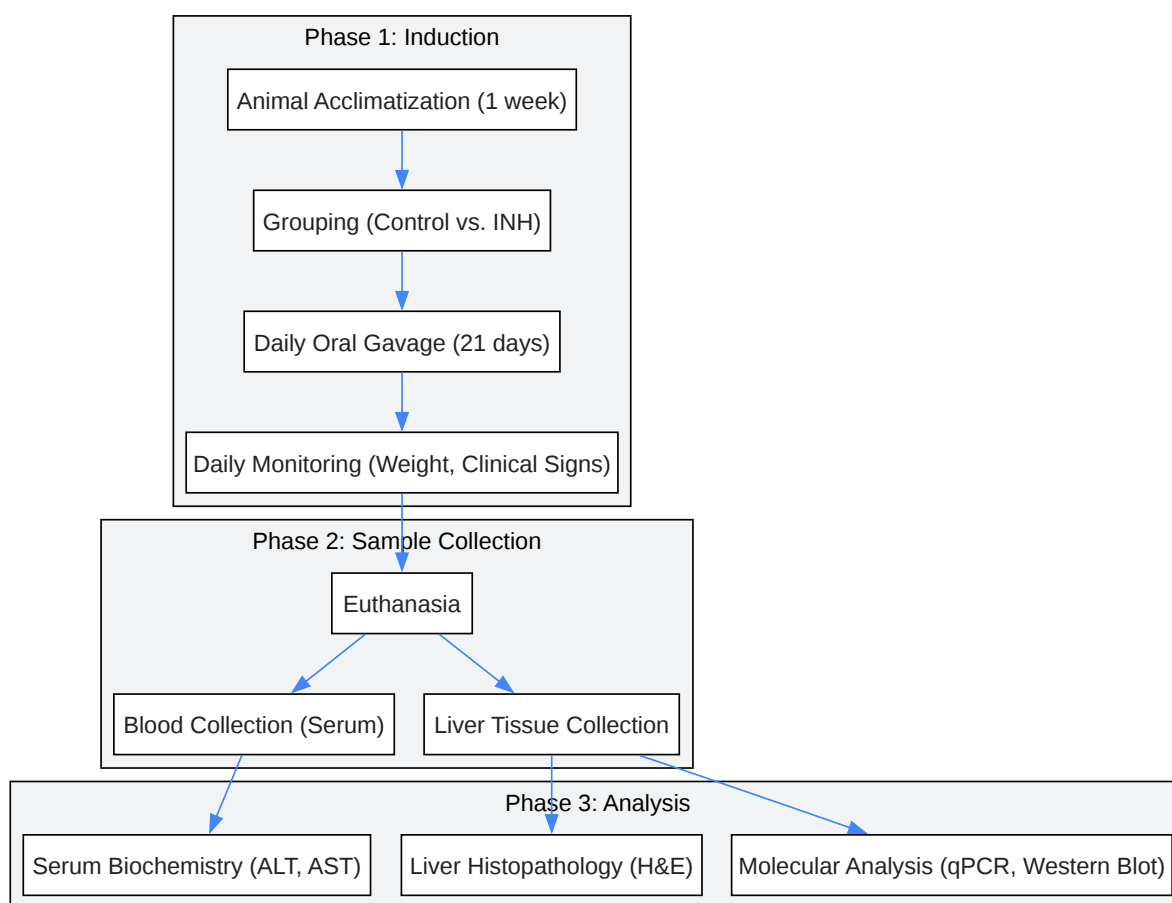 Phase 1: Induction
Animal Acclimatization (1 week)
Grouping (Control vs. INH)
Daily Oral Gavage (21 days)
Daily Monitoring (Weight, Clinical Signs)
Phase 2: Sample Collection
Euthanasia
Blood Collection (Serum)
Liver Tissue Collection
Phase 3: Analysis
Serum Biochemistry (ALT, AST)
Liver Histopathology (H&E)
Molecular Analysis (qPCR, Western Blot)